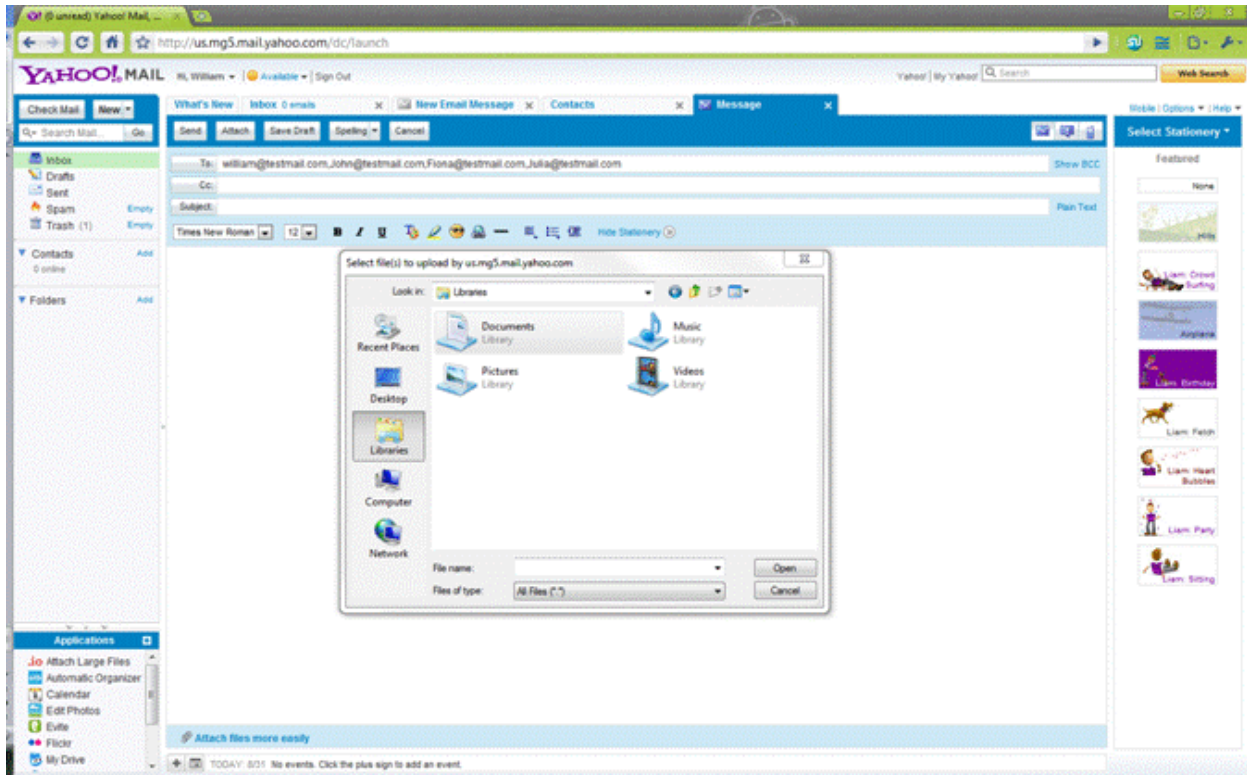 (0 unread) Yahoo! Mail, ...
http://us.mg5.mail.yahoo.com/dc/launch
YAHOO! MAIL Hi, William Available Sign Out
Yahoo! My Yahoo! Search Web Search
Check Mail New
What's New Inbox 0 emails x New Email Message x Contacts x Message x
Mobile | Options | Help
Search Mail... Go
Send Attach Save Draft Spelling Cancel
Select Stationery
Inbox
Drafts
Sent
Spam Empty
Trash (1) Empty
Contacts Add
0 online
Folders Add
To: william@testmail.com,John@testmail.com,Fiona@testmail.com,Julia@testmail.com Show BCC
Cc:
Subject: Plain Text
Times New Roman 12 B I U Hide Stationery
Select file(s) to upload by us.mg5.mail.yahoo.com
Look in: Libraries
Recent Places
Desktop
Libraries
Computer
Network
Documents
Library
Music
Library
Pictures
Library
Videos
Library
File name: Open
Files of type: All Files (*.*) Cancel
Featured
None
Hills
Liam: Crowd
Surfing
Airplane
Liam: Birthday
Liam: Fetch
Liam: Heart
Bubbles
Liam: Party
Liam: Sitting
Applications
.io Attach Large Files
Automatic Organizer
Calendar
Edit Photos
Evite
Flickr
My Drive
Attach files more easily
TODAY: 8/31 No events. Click the plus sign to add an event.